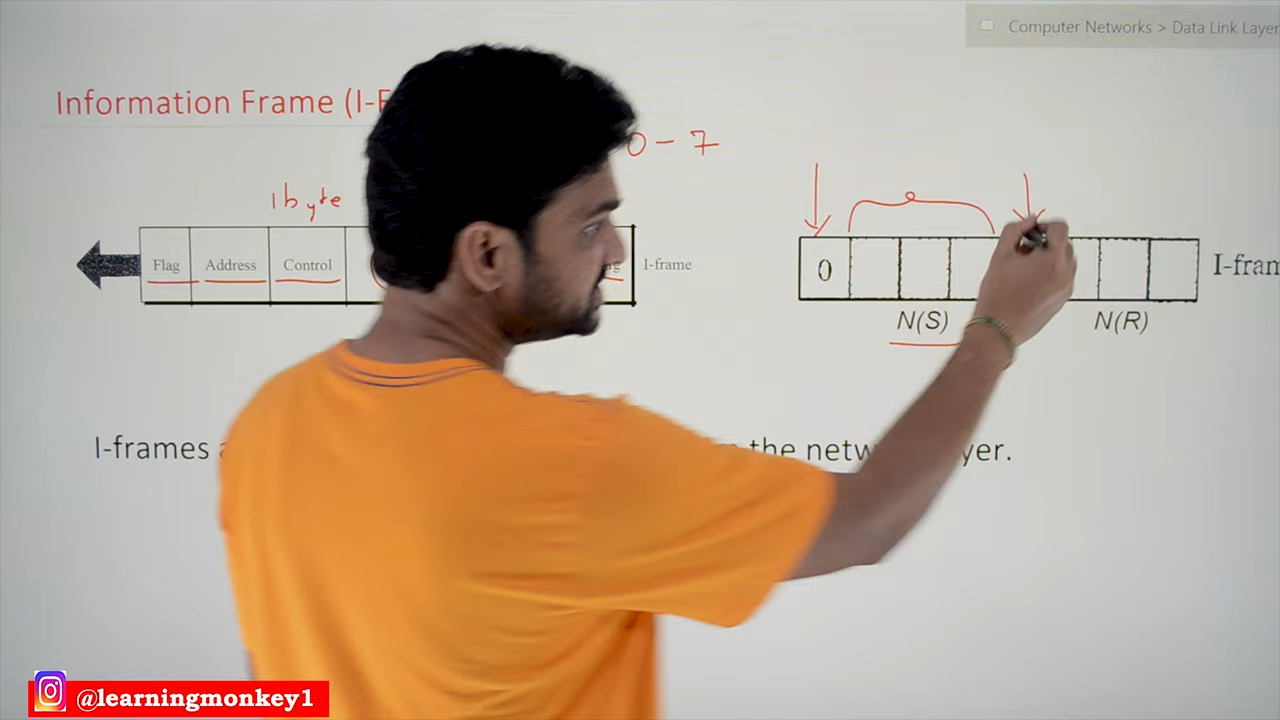 Computer Networks > Data Link Layer
Information Frame (I-F
0 - 7
1 byte
Flag Address Control I-frame
0 I-fram
N(S) N(R)
I-frames the netw yer.
@learningmonkey1